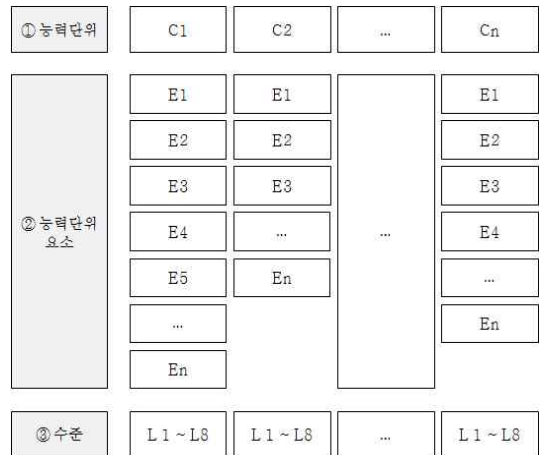 ① 능력단위 C1 C2 ... Cn
E1 E1 E1
E2 E2 E2
E3 E3 E3
② 능력단위
요소
E4 ... ... E4
E5 En ...
... En
En
③ 수준 L1~L8 L1~L8 ... L1~L8